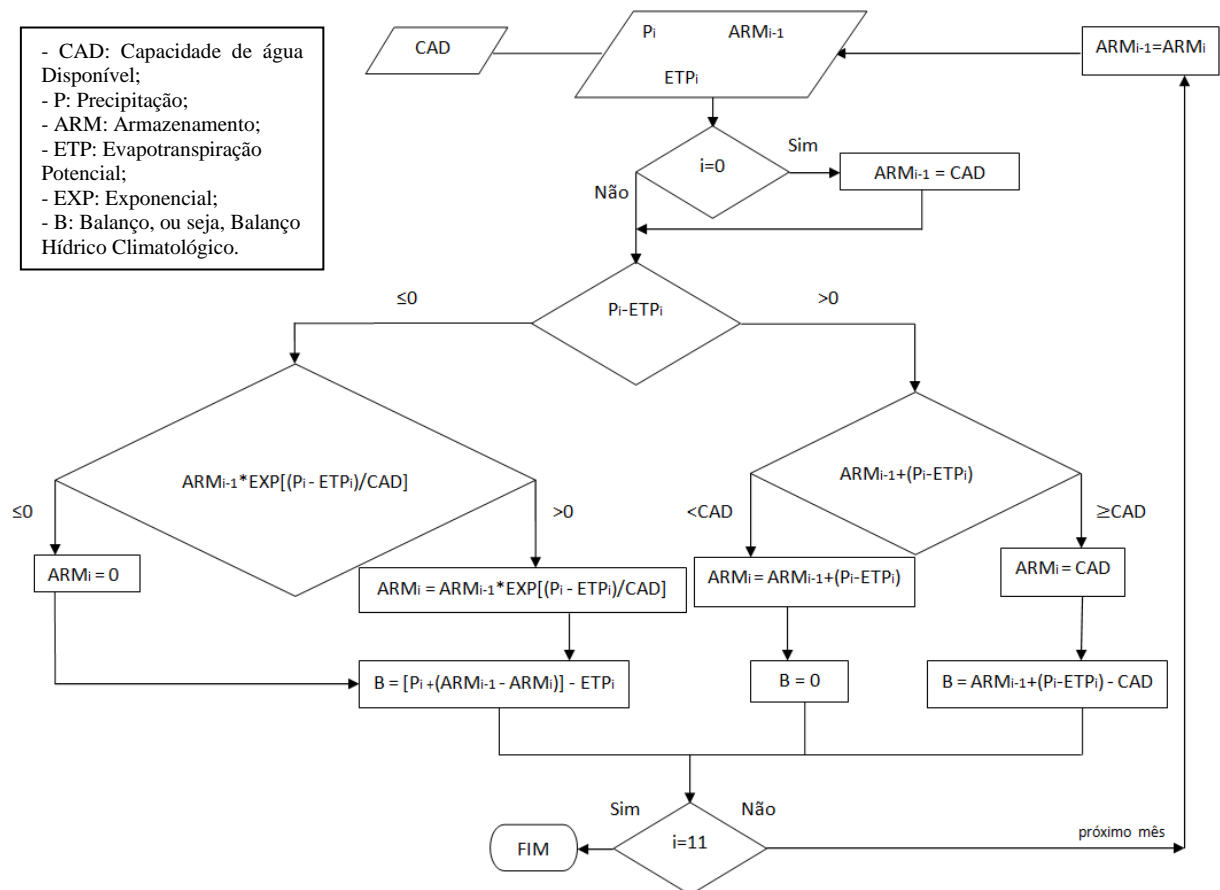 - CAD: Capacidade de água
Disponível;
- P: Precipitação;
- ARM: Armazenamento;
- ETP: Evapotranspiração
Potencial;
- EXP: Exponencial;
- B: Balanço, ou seja, Balanço
Hídrico Climatológico.
CAD
Pi ARMi-1
ETPi
ARMi-1=ARMi
i=0
Sim
Não
ARMi-1 = CAD
Pi-ETPi
≤0
>0
ARMi-1*EXP[(Pi - ETPi)/CAD]
≤0
>0
ARMi-1+(Pi-ETPi)
<CAD
≥CAD
ARMi = 0
ARMi = ARMi-1*EXP[(Pi - ETPi)/CAD]
ARMi = ARMi-1+(Pi-ETPi)
ARMi = CAD
B = [Pi +(ARMi-1 - ARMi)] - ETPi
B = 0
B = ARMi-1+(Pi-ETPi) - CAD
Sim
Não
i=11
FIM
próximo mês